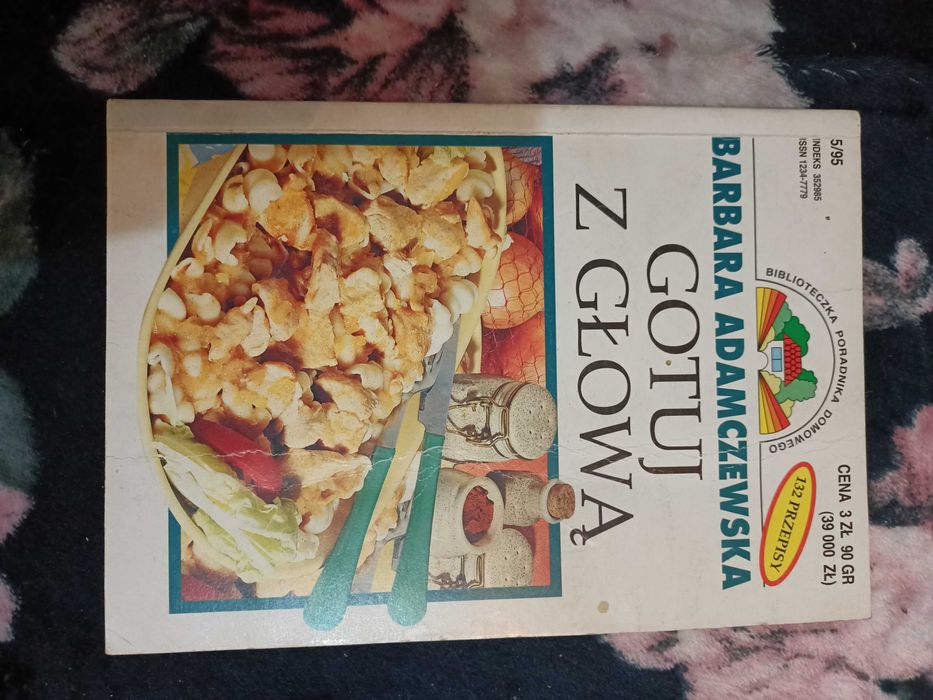 5/95
INDEKS 352985
ISSN 1234-7779
BIBLIOTECZKA PORADNIKA DOMOWEGO
CENA 3 ZŁ 90 GR
(39 000 ZŁ)
132 PRZEPISY
BARBARA ADAMCZEWSKA
GOTUJ
Z GŁOWĄ